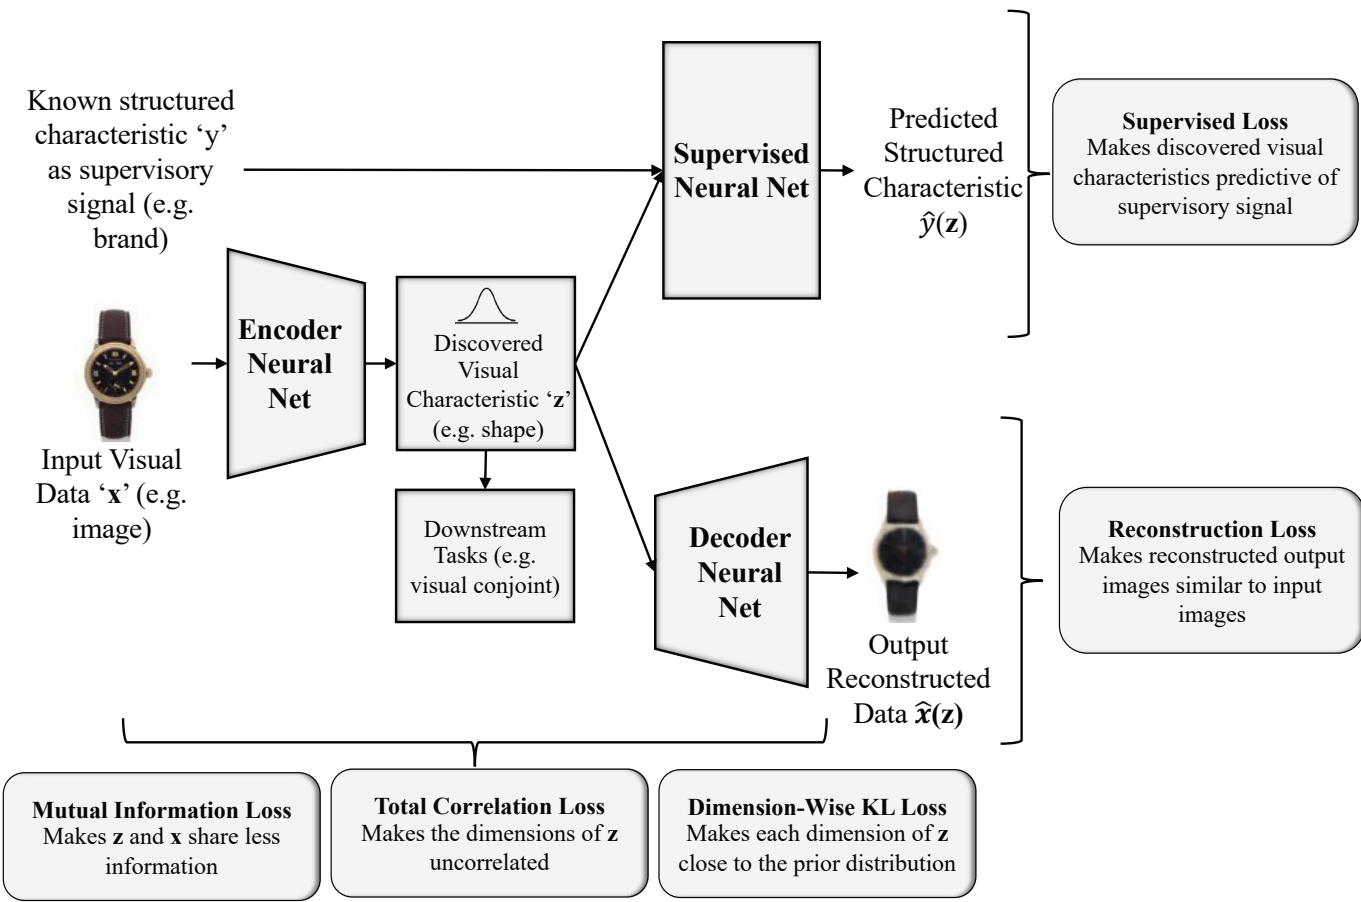 Known structured
characteristic ‘y’
as supervisory
signal (e.g.
brand)
Supervised
Neural Net
Predicted
Structured
Characteristic
ŷ(z)
Supervised Loss
Makes discovered visual
characteristics predictive of
supervisory signal
Input Visual
Data ‘x’ (e.g.
image)
Encoder
Neural
Net
Discovered
Visual
Characteristic ‘z’
(e.g. shape)
Downstream
Tasks (e.g.
visual conjoint)
Decoder
Neural
Net
Output
Reconstructed
Data x̂(z)
Reconstruction Loss
Makes reconstructed output
images similar to input
images
Mutual Information Loss
Makes z and x share less
information
Total Correlation Loss
Makes the dimensions of z
uncorrelated
Dimension-Wise KL Loss
Makes each dimension of z
close to the prior distribution